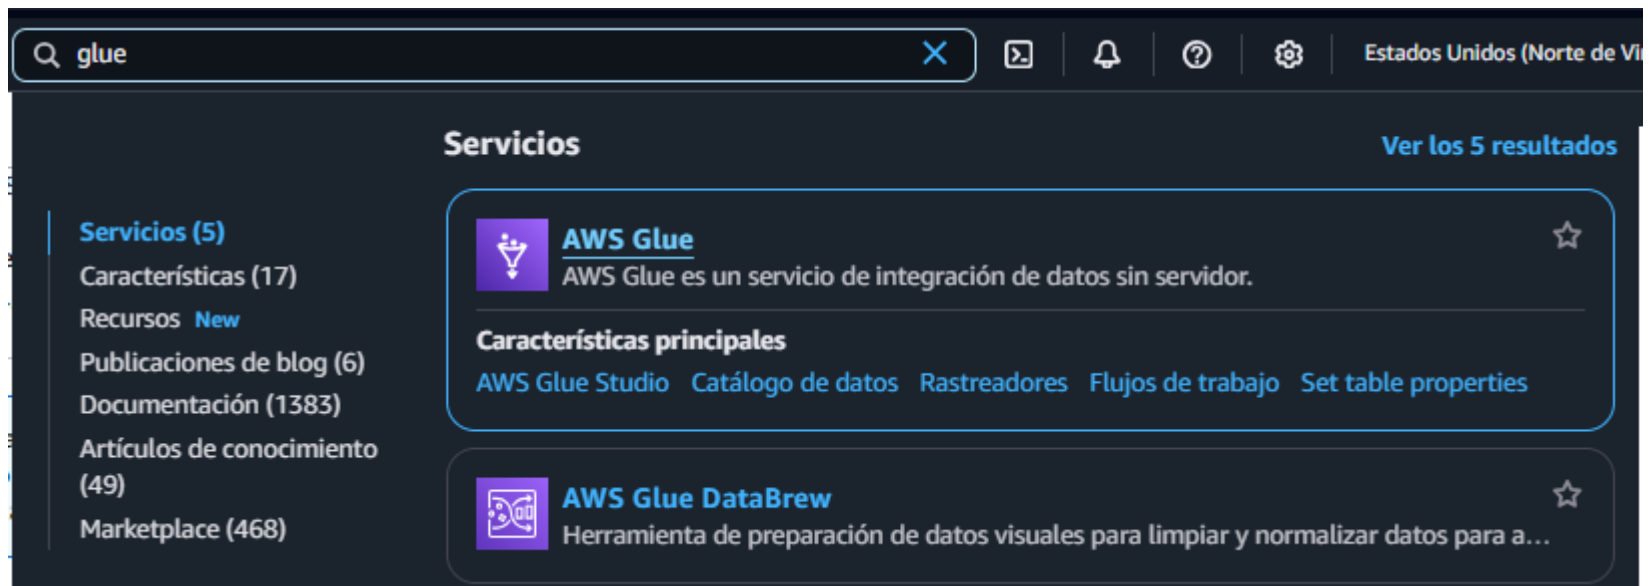 glue
Estados Unidos (Norte de Vi
Servicios
Ver los 5 resultados
Servicios (5)
Características (17)
Recursos New
Publicaciones de blog (6)
Documentación (1383)
Artículos de conocimiento
(49)
Marketplace (468)
AWS Glue
AWS Glue es un servicio de integración de datos sin servidor.
Características principales
AWS Glue Studio Catálogo de datos Rastreadores Flujos de trabajo Set table properties
AWS Glue DataBrew
Herramienta de preparación de datos visuales para limpiar y normalizar datos para a...